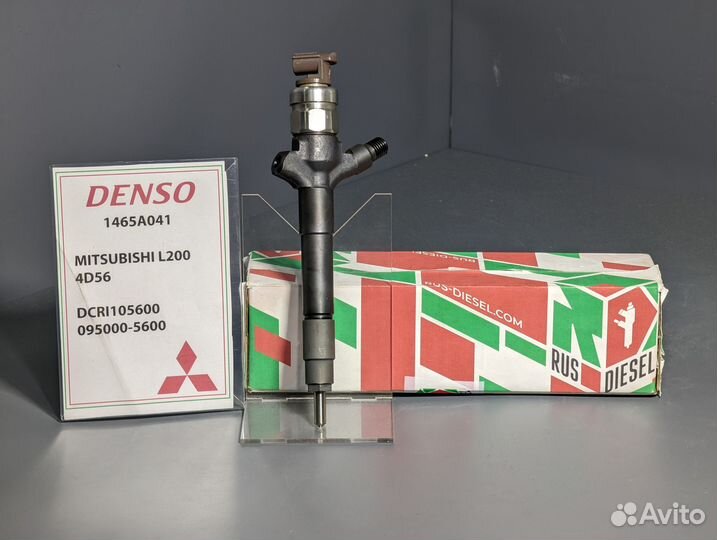 DENSO
1465A041
MITSUBISHI L200
4D56
DCRI105600
095000-5600
RUS-DIESEL.COM
RUS DIESEL
Avito